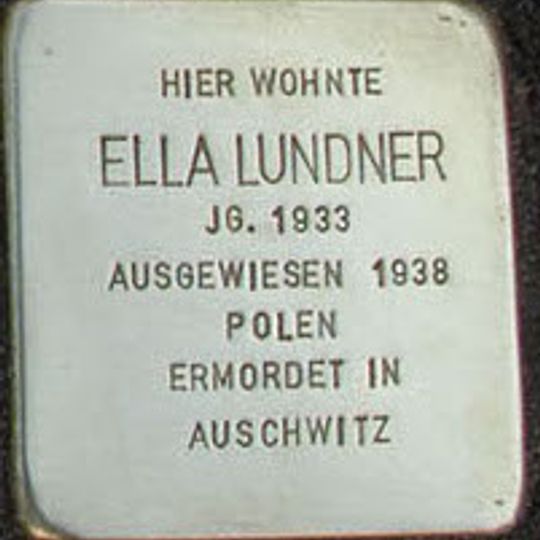 HIER WOHNTE
ELLA LUNDNER
JG. 1933
AUSGEWIESEN 1938
POLEN
ERMORDET IN
AUSCHWITZ